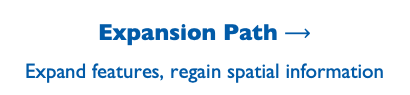 Expansion Path →
Expand features, regain spatial information